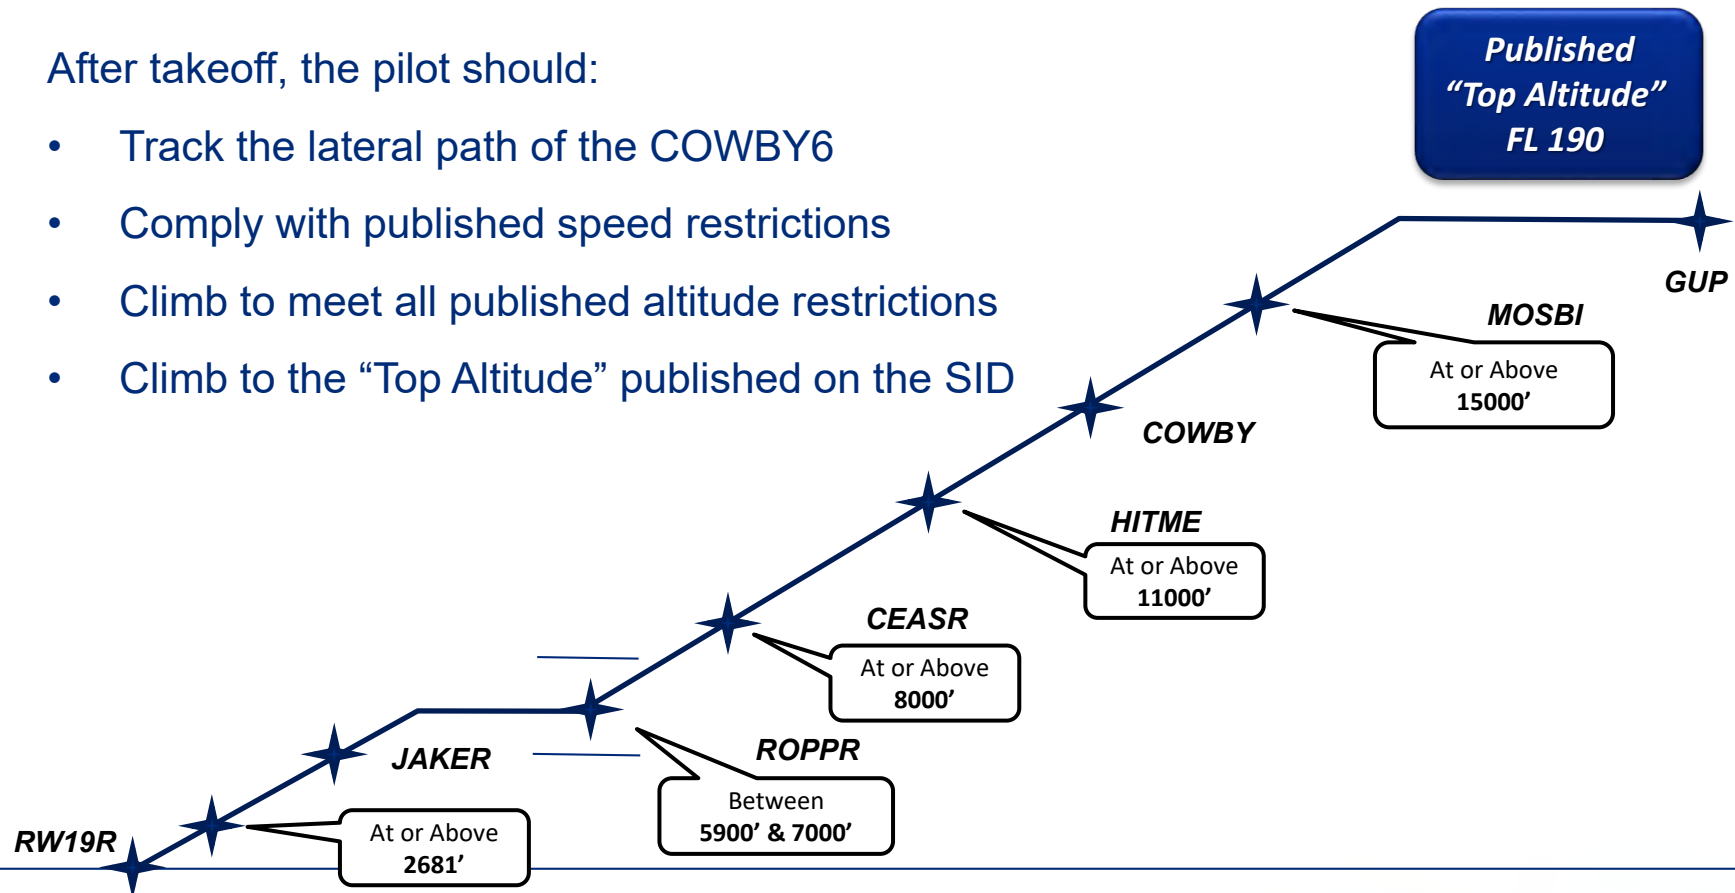 After takeoff, the pilot should:
• Track the lateral path of the COWBY6
• Comply with published speed restrictions
• Climb to meet all published altitude restrictions
• Climb to the “Top Altitude” published on the SID
Published
“Top Altitude”
FL 190
GUP
MOSBI
At or Above
15000’
COWBY
HITME
At or Above
11000’
CEASR
At or Above
8000’
ROPPR
Between
5900’ & 7000’
JAKER
At or Above
2681’
RW19R